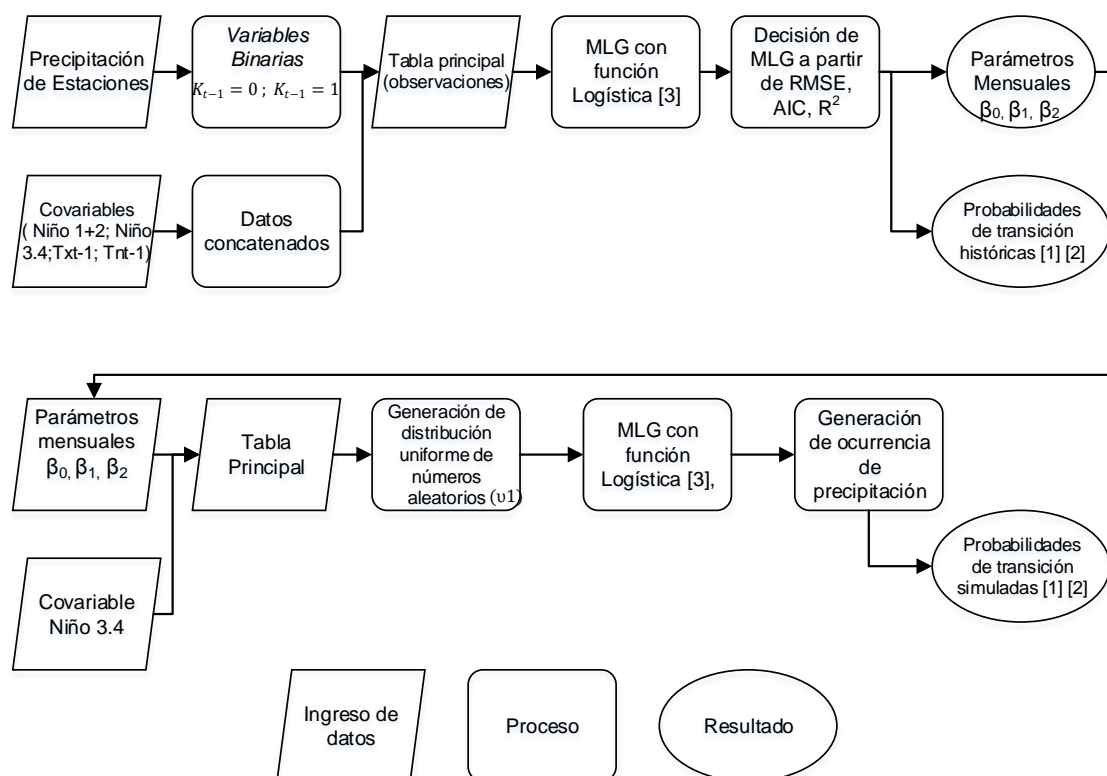 Precipitación
de Estaciones
Variables
Binarias
K_{t−1} = 0 ; K_{t−1} = 1
Tabla principal
(observaciones)
MLG con
función
Logística [3]
Decisión de
MLG a partir
de RMSE,
AIC, R²
Parámetros
Mensuales
β₀, β₁, β₂
Covariables
( Niño 1+2; Niño
3.4;Txt-1; Tnt-1)
Datos
concatenados
Probabilidades
de transición
históricas [1] [2]
Parámetros
mensuales
β₀, β₁, β₂
Tabla
Principal
Generación de
distribución
uniforme de
números
aleatorios (υ1)
MLG con
función
Logística [3],
Generación
de ocurrencia
de
precipitación
Covariable
Niño 3.4
Probabilidades
de transición
simuladas [1] [2]
Ingreso de
datos
Proceso
Resultado